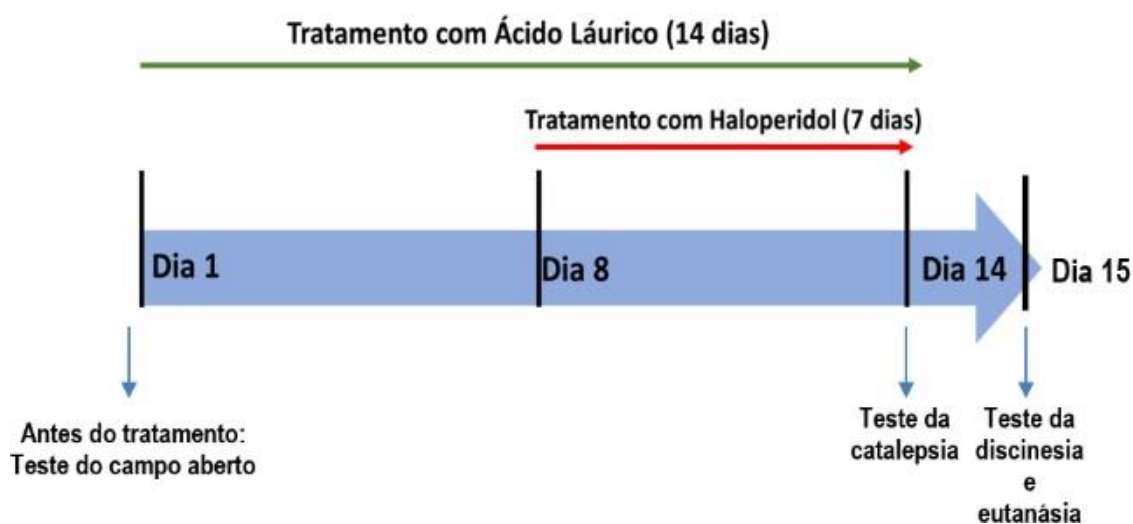 Tratamento com Ácido Láurico (14 dias)
Tratamento com Haloperidol (7 dias)
Dia 1
Dia 8
Dia 14
Dia 15
Antes do tratamento:
Teste do campo aberto
Teste da
catalepsia
Teste da
discinesia
e
eutanásia